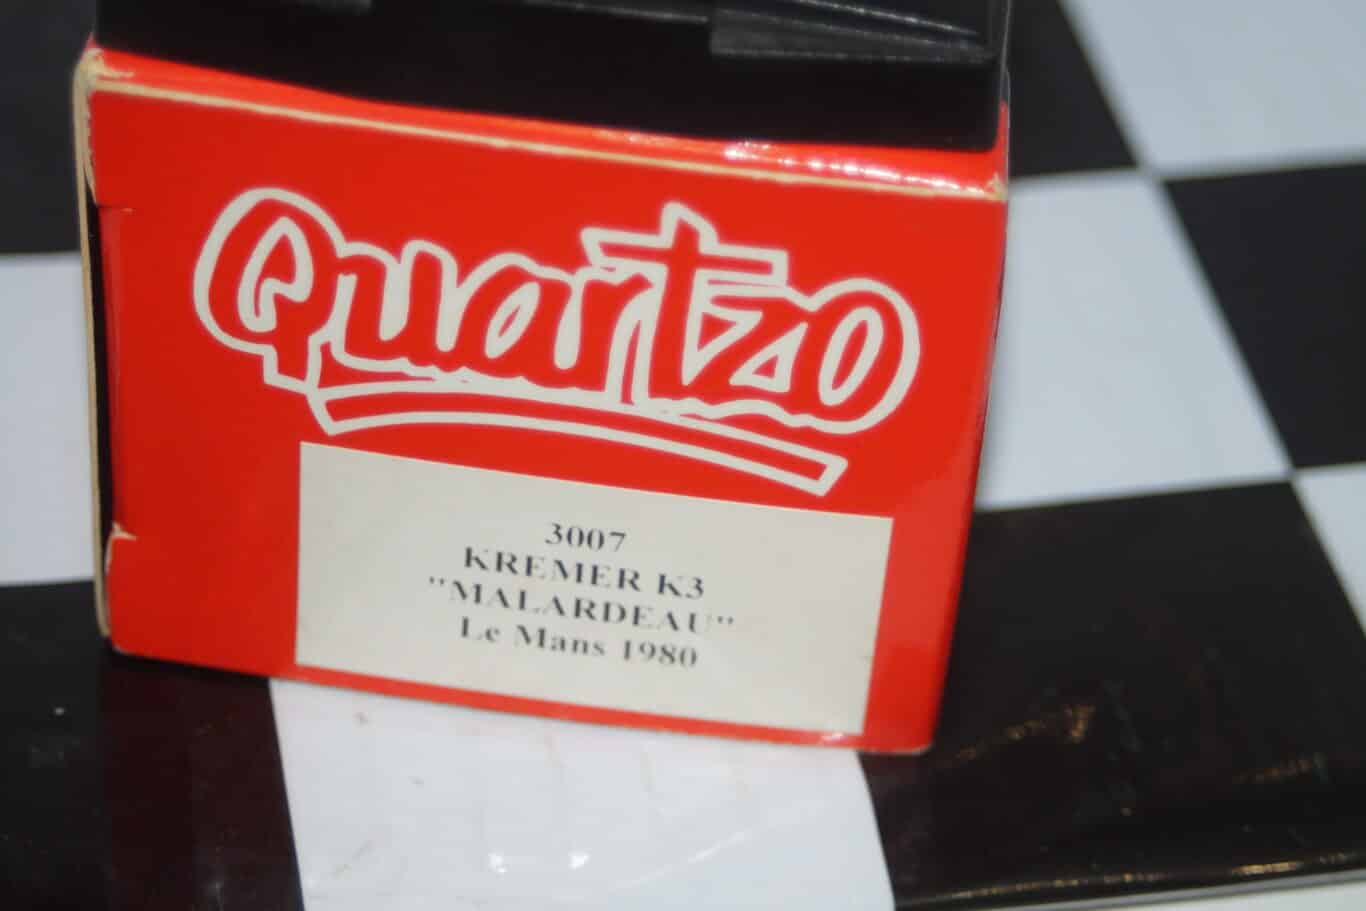 Quartzo
3007
KREMER K3
"MALARDEAU"
Le Mans 1980